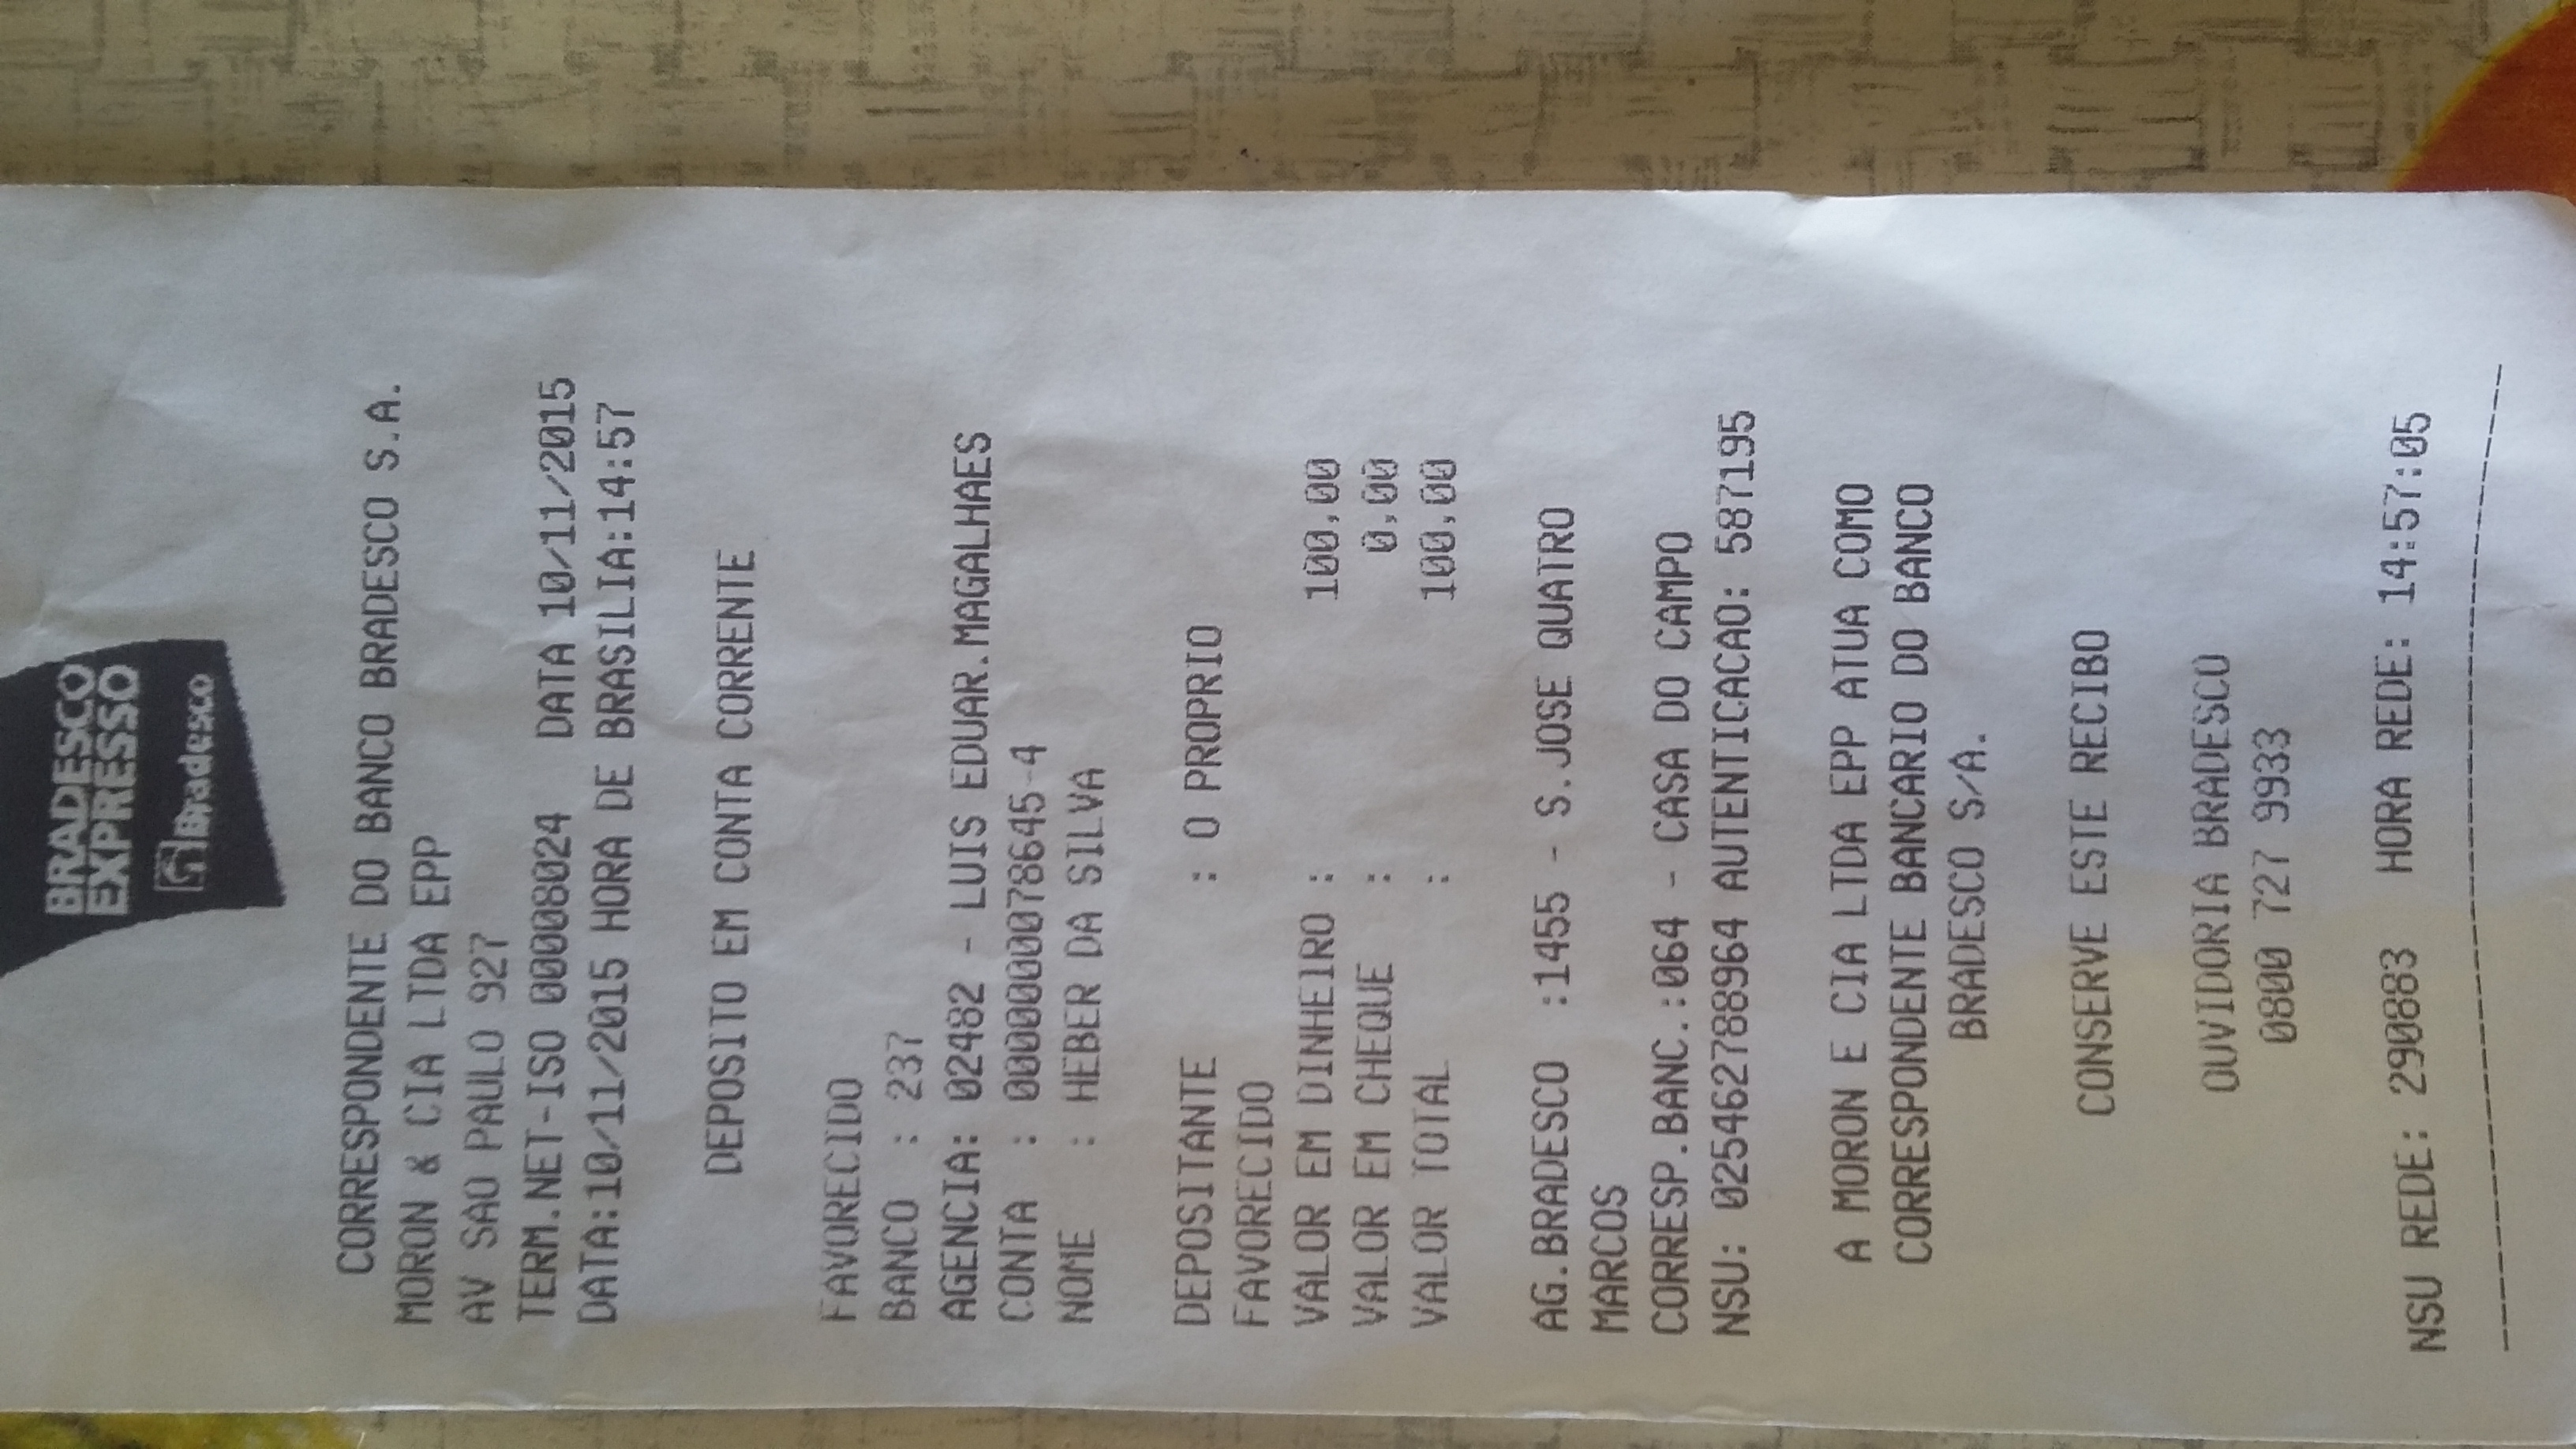 BRADESCO
EXPRESSO
Bradesco
CORRESPONDENTE DO BANCO BRADESCO S.A.
MORON & CIA LTDA EPP
AV SAO PAULO 927
TERM.NET-ISO 00008024 DATA 10/11/2015
DATA:10/11/2015 HORA DE BRASILIA:14:57
DEPOSITO EM CONTA CORRENTE
FAVORECIDO
BANCO : 237
AGENCIA: 02482 - LUIS EDUAR.MAGALHAES
CONTA : 0000000078645-4
NOME : HEBER DA SILVA
DEPOSITANTE : O PROPRIO
FAVORECIDO
VALOR EM DINHEIRO : 100,00
VALOR EM CHEQUE : 0,00
VALOR TOTAL : 100,00
AG.BRADESCO :1455 - S.JOSE QUATRO
MARCOS
CORRESP.BANC.:064 - CASA DO CAMPO
NSU: 025462788964 AUTENTICACAO: 587195
A MORON E CIA LTDA EPP ATUA COMO
CORRESPONDENTE BANCARIO DO BANCO
BRADESCO S/A.
CONSERVE ESTE RECIBO
OUVIDORIA BRADESCO
0800 727 9933
NSU REDE: 290883 HORA REDE: 14:57:05